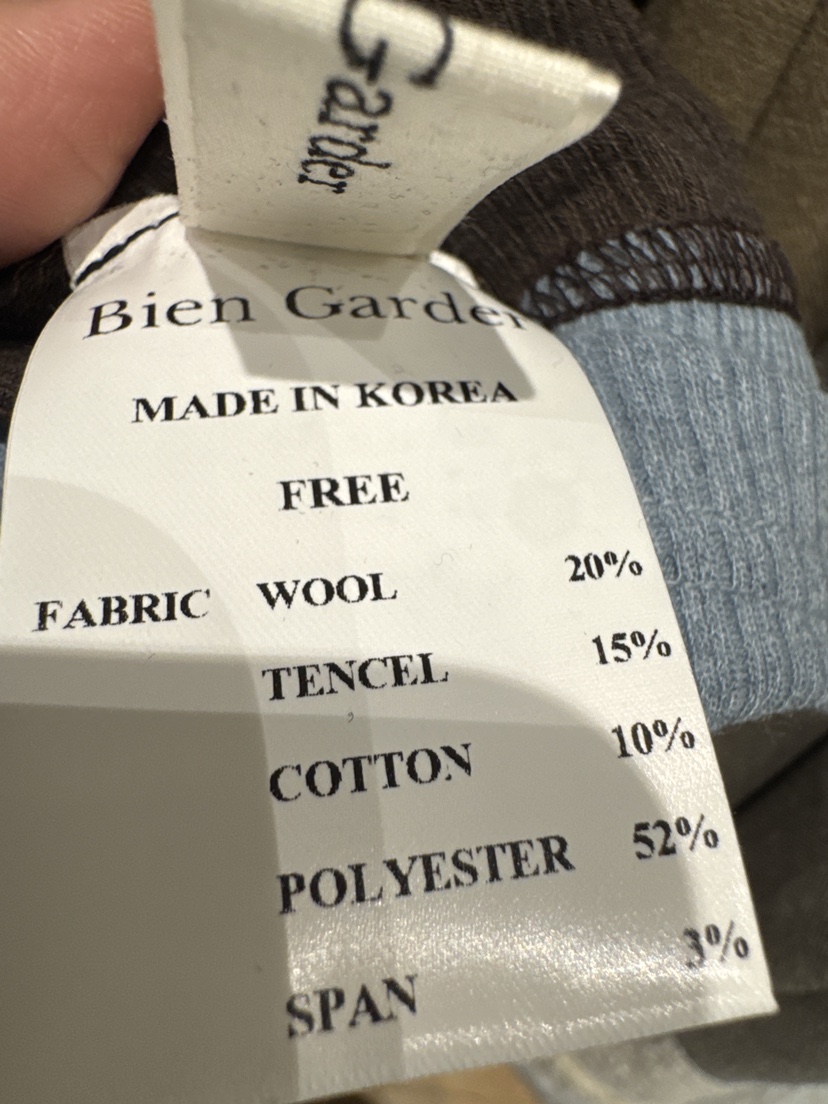 Garder
Bien Garder
MADE IN KOREA
FREE
FABRIC WOOL 20%
TENCEL 15%
COTTON 10%
POLYESTER 52%
SPAN 3%